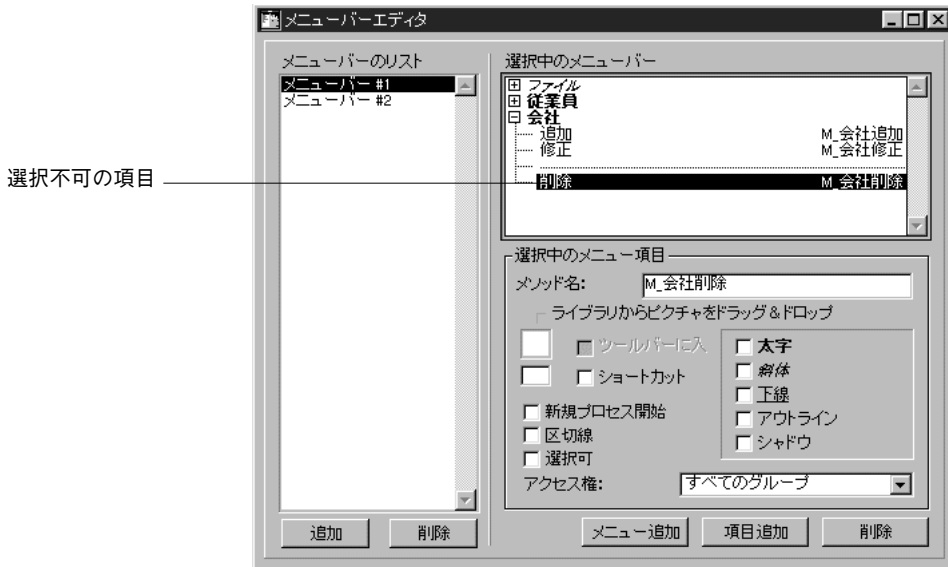 メニューバーエディタ
メニューバーのリスト
メニューバー #1
メニューバー #2
選択不可の項目
追加
削除
選択中のメニューバー
ファイル
従業員
会社
追加 M_会社追加
修正 M_会社修正
削除 M_会社削除
選択中のメニュー項目
メソッド名: M_会社削除
ライブラリからピクチャをドラッグ&ドロップ
ツールバーに入
ショートカット
新規プロセス開始
区切線
選択可
太字
斜体
下線
アウトライン
シャドウ
アクセス権: すべてのグループ
メニュー追加
項目追加
削除